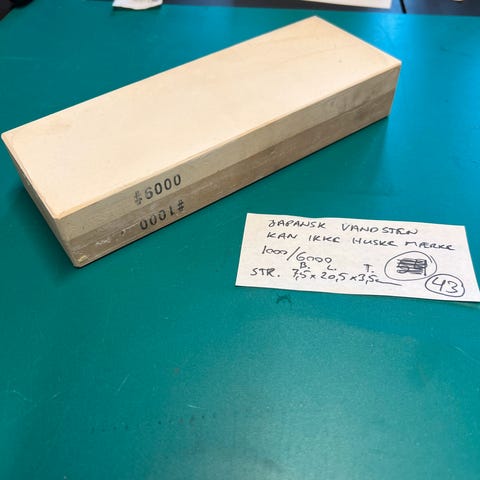 #6000
#1000
JAPANSK VANDSTEN
KAN IKKE HUSKE MÆRKE
1000/6000
B. L. T.
STR. 7,5 x 20,5 x 3,5
43